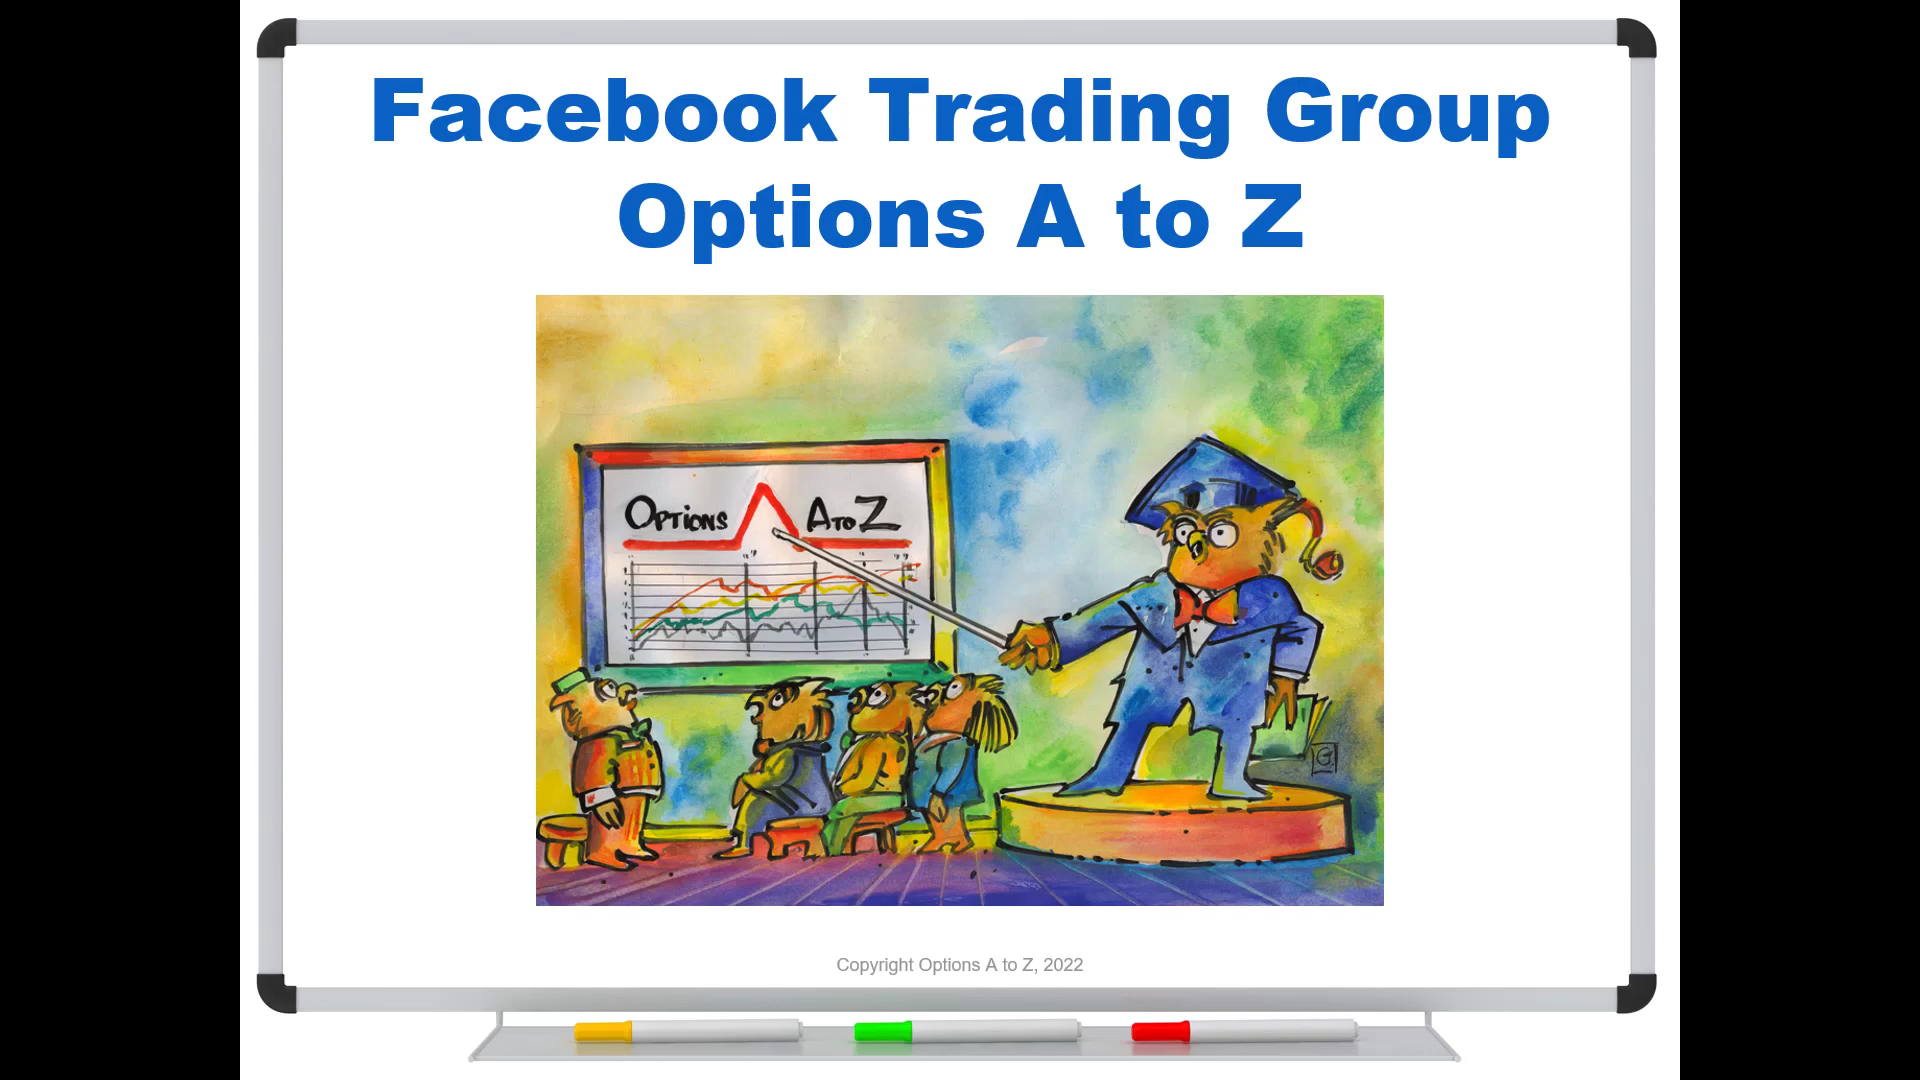 Facebook Trading Group
Options A to Z
OPTIONS A TO Z
G
Copyright Options A to Z, 2022